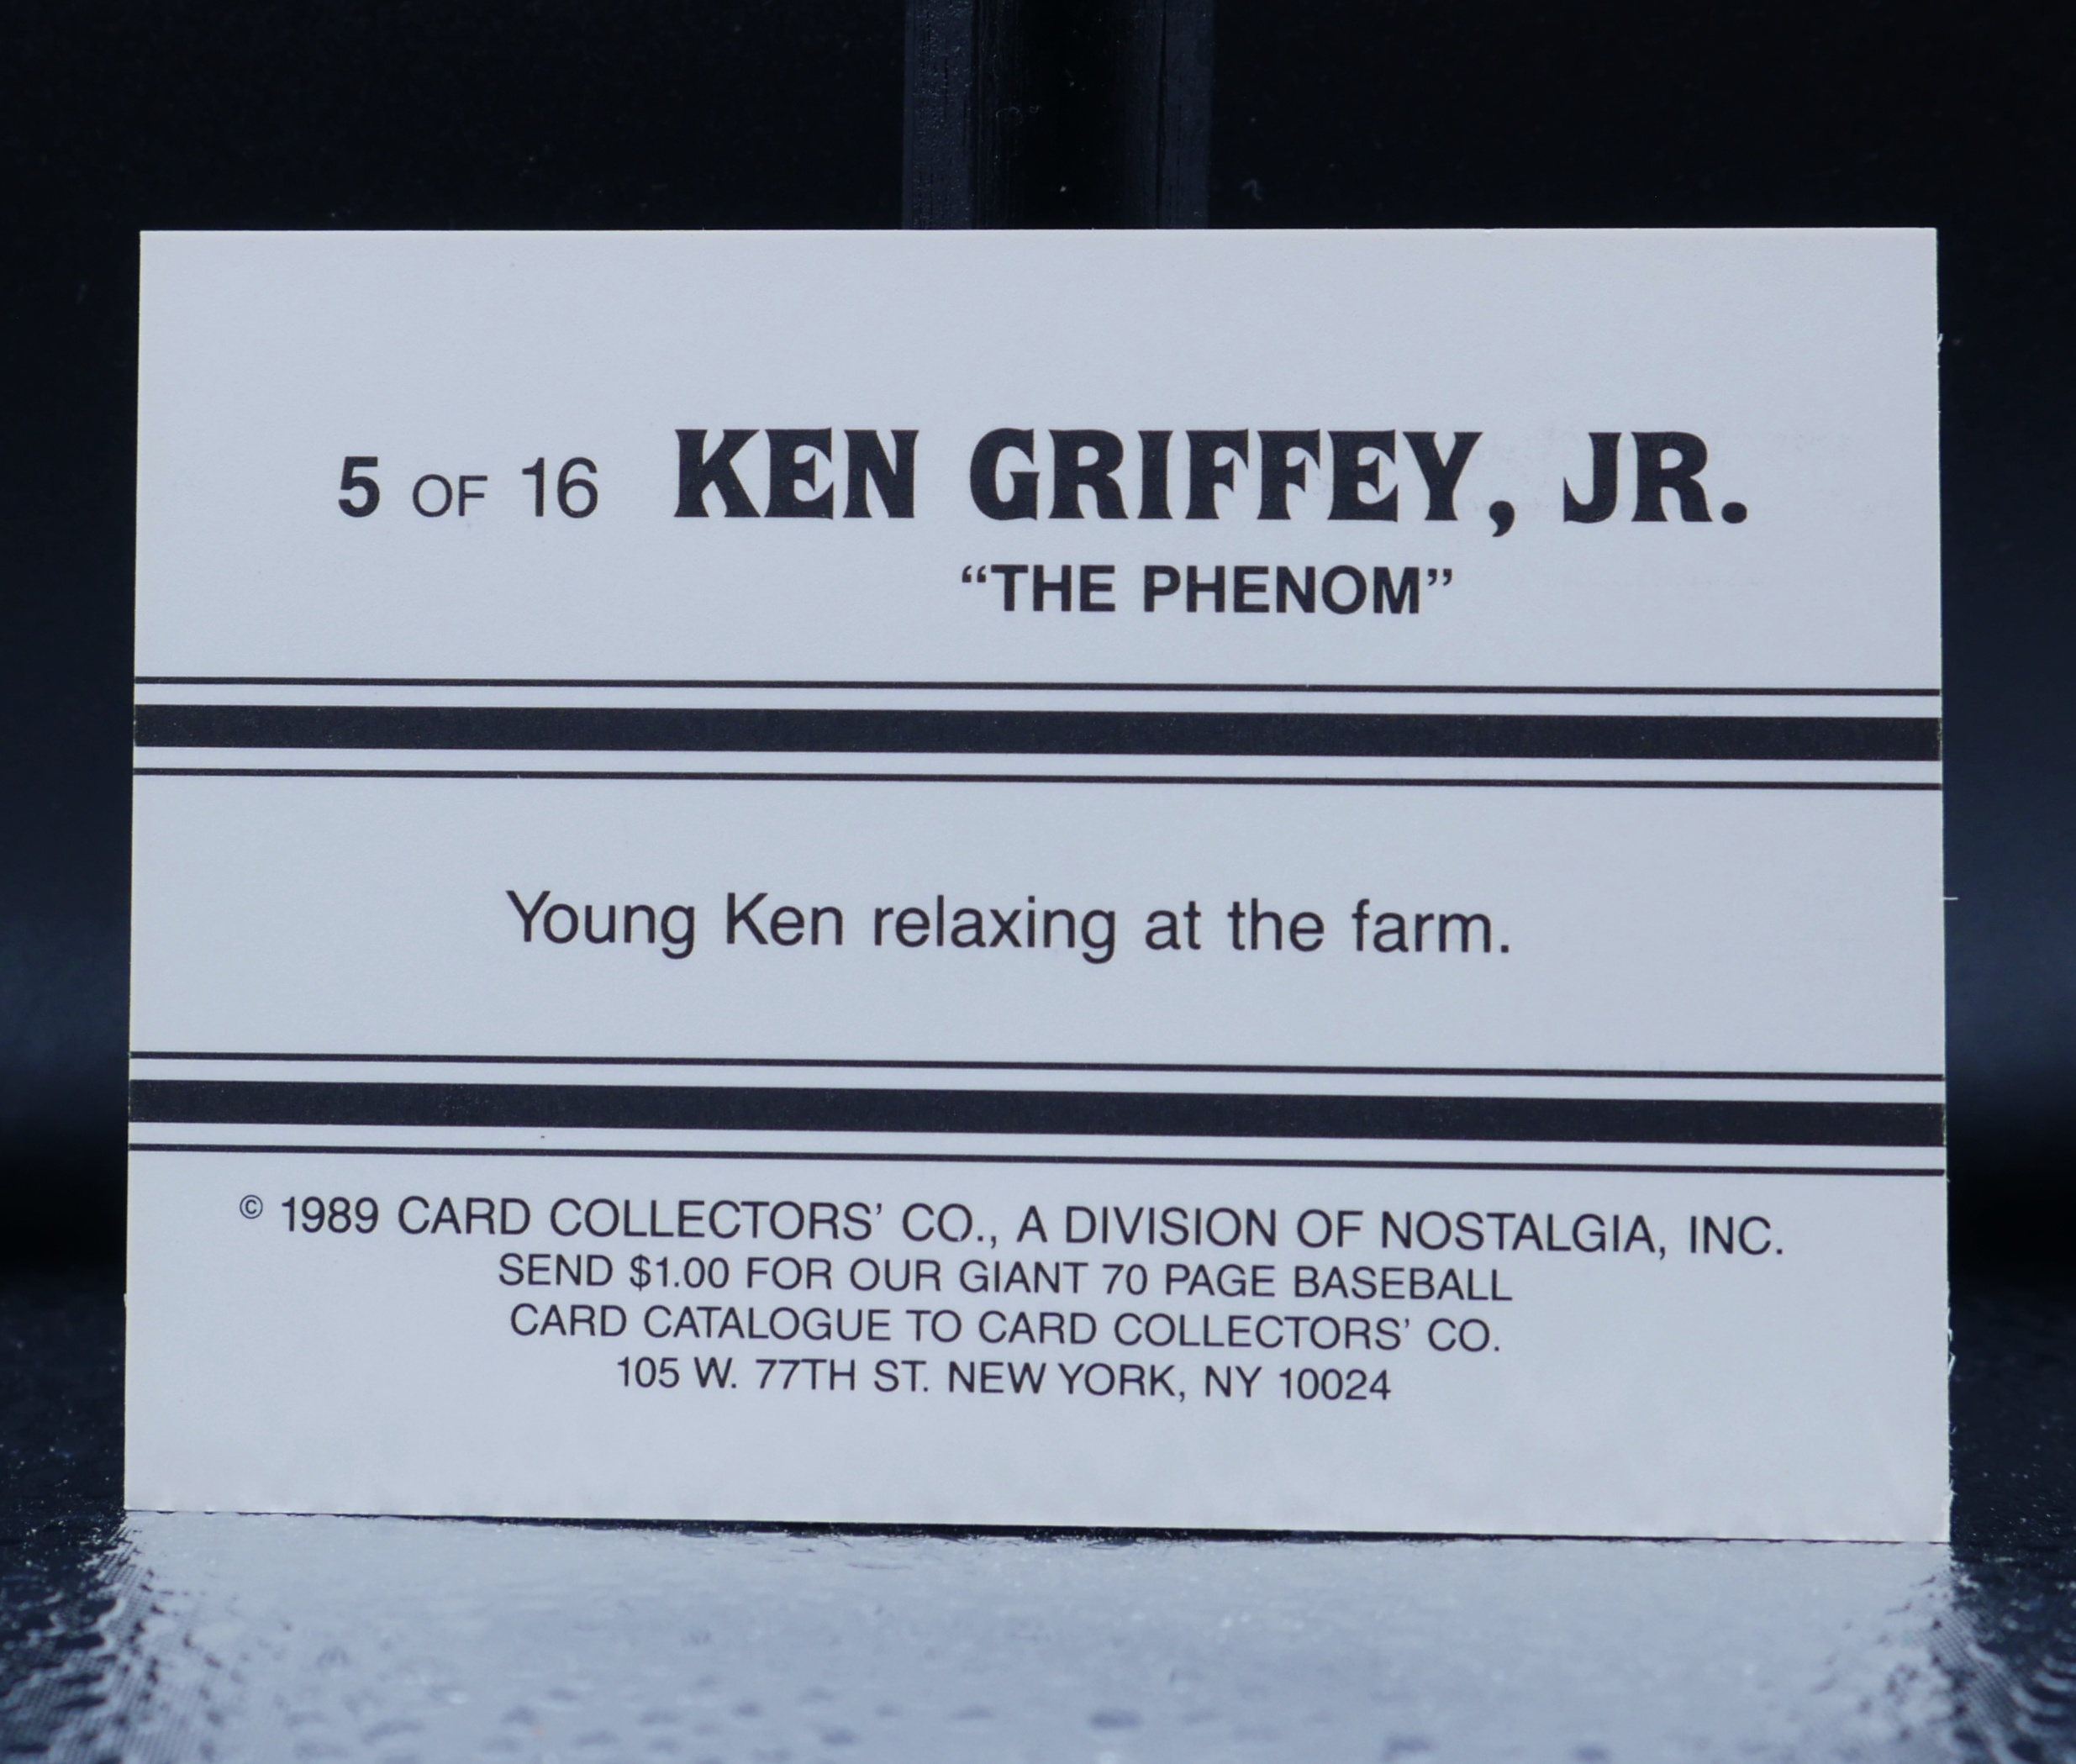 5 OF 16 KEN GRIFFEY, JR.
“THE PHENOM”
Young Ken relaxing at the farm.
© 1989 CARD COLLECTORS’ CO., A DIVISION OF NOSTALGIA, INC.
SEND $1.00 FOR OUR GIANT 70 PAGE BASEBALL
CARD CATALOGUE TO CARD COLLECTORS’ CO.
105 W. 77TH ST. NEW YORK, NY 10024